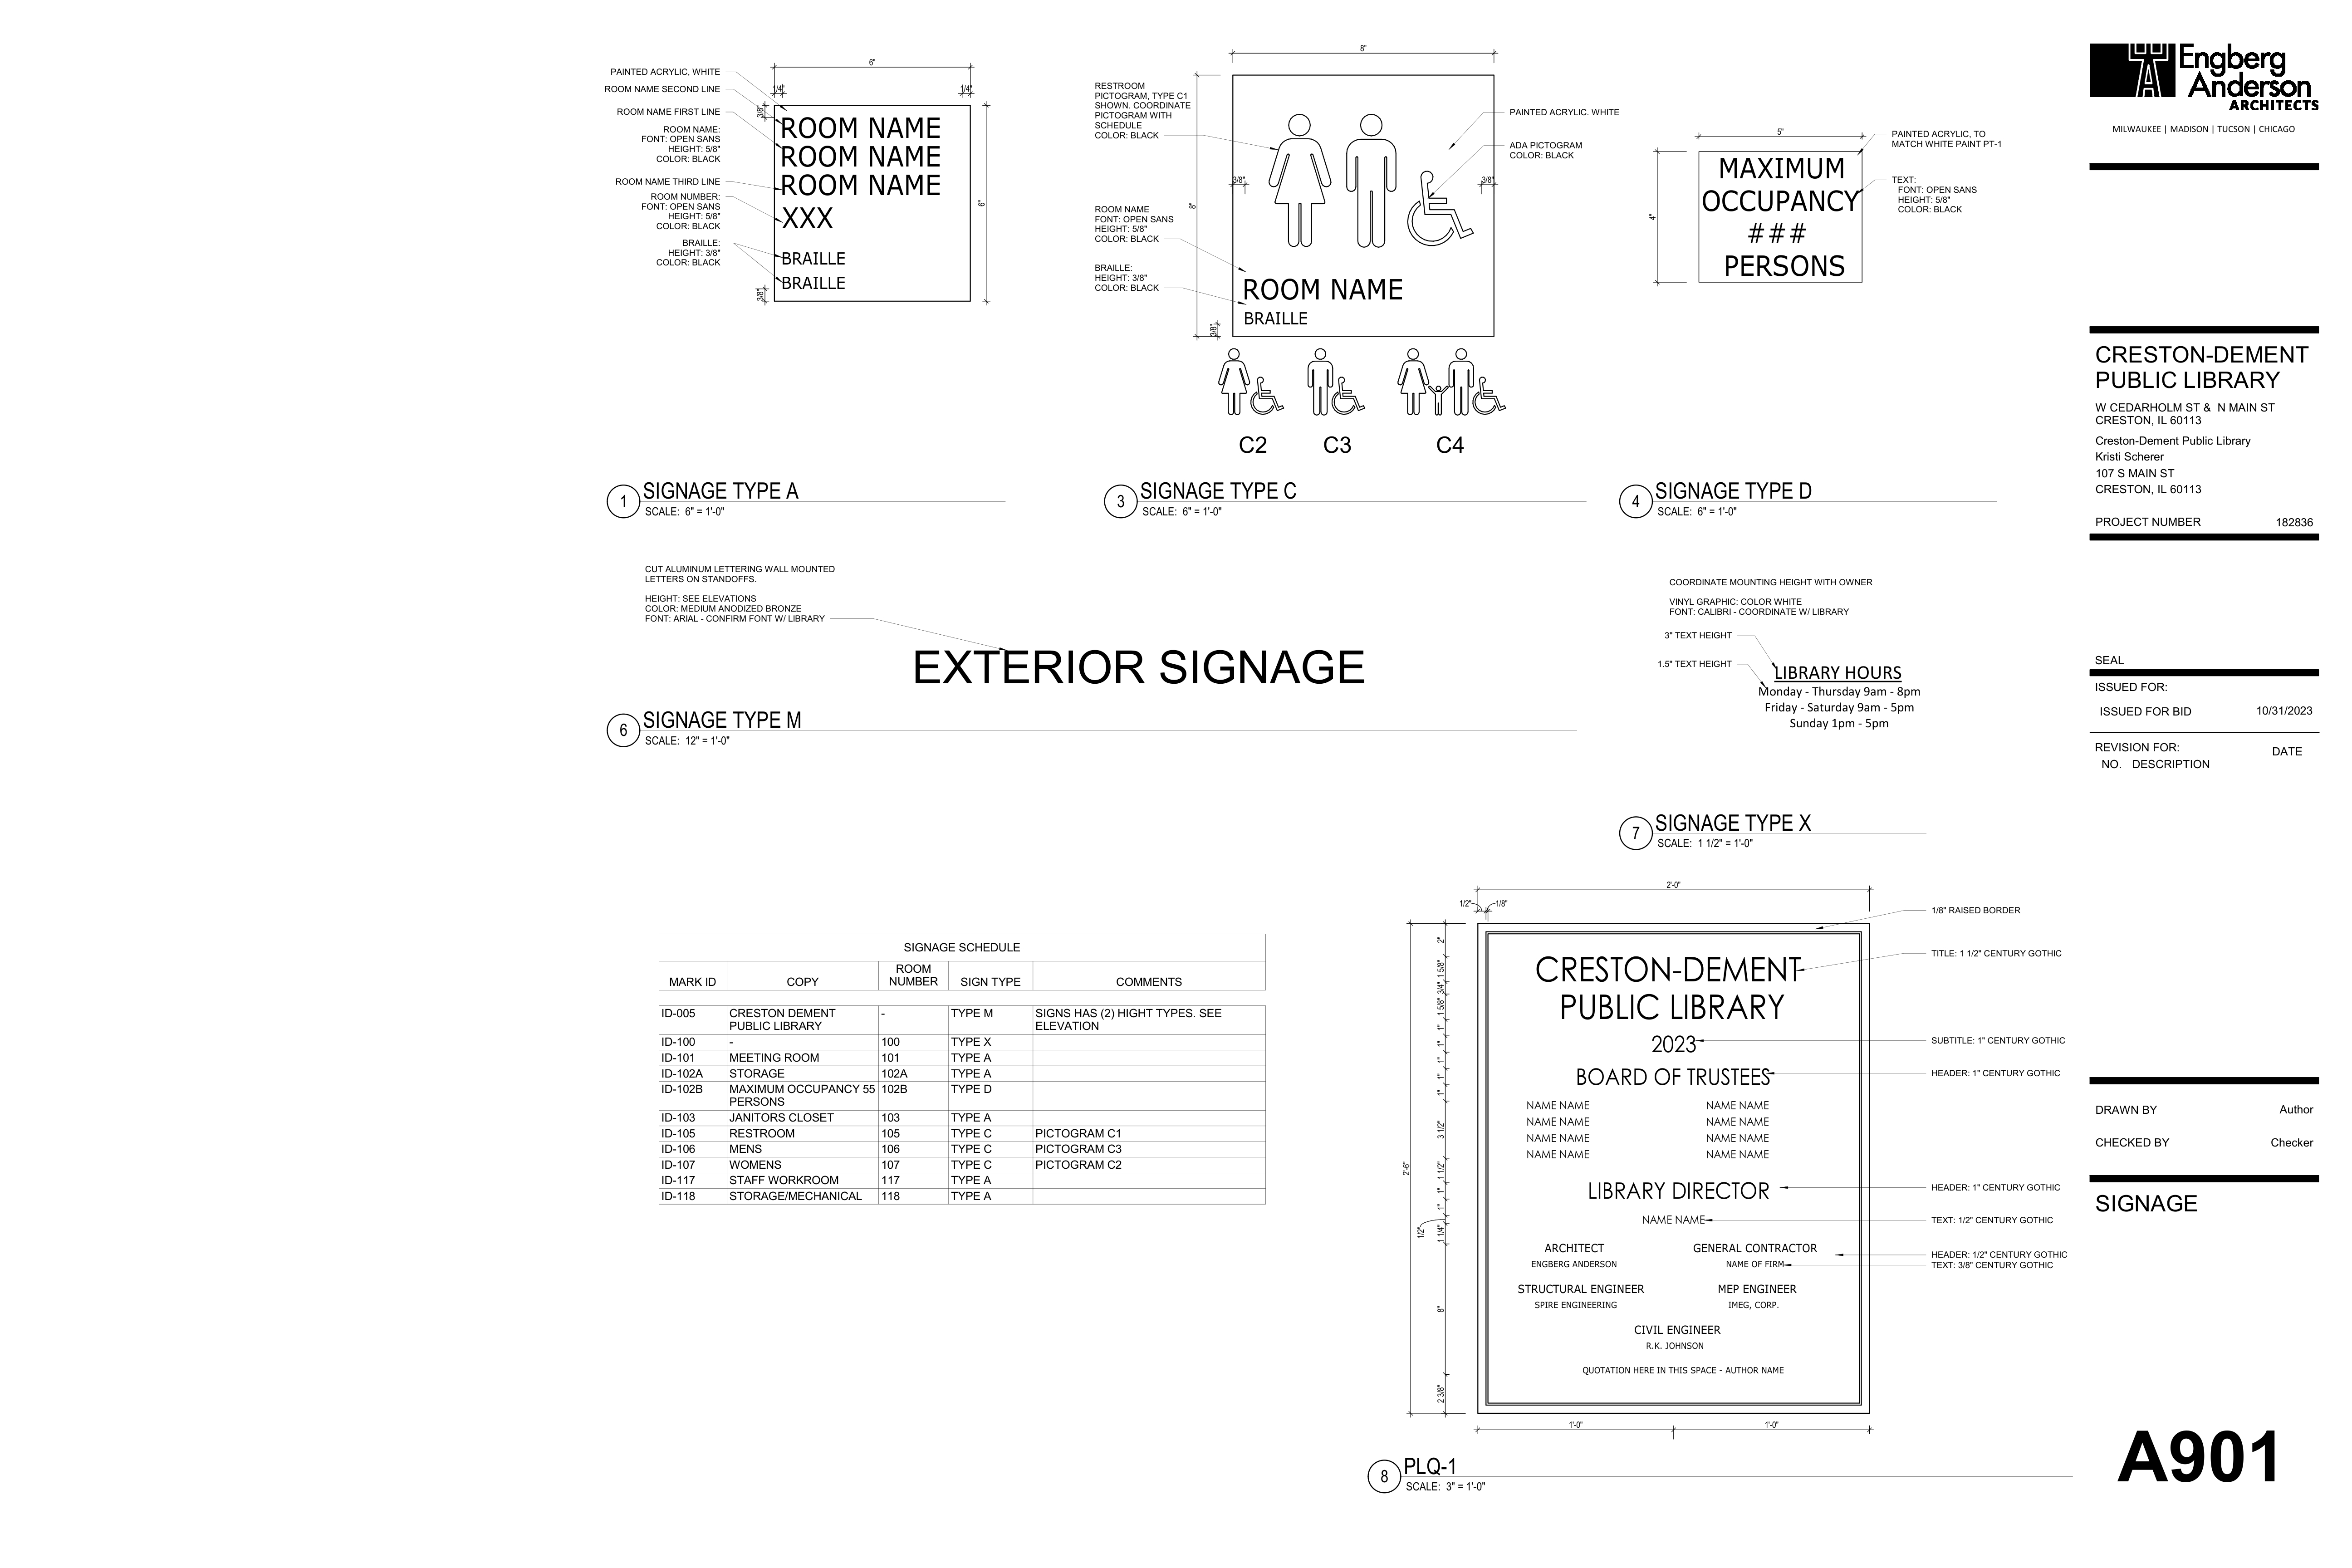 6"
1/4"
1/4"
3/8"
6"
3/8"
PAINTED ACRYLIC, WHITE
ROOM NAME SECOND LINE
ROOM NAME FIRST LINE
ROOM NAME:
FONT: OPEN SANS
HEIGHT: 5/8"
COLOR: BLACK
ROOM NAME THIRD LINE
ROOM NUMBER:
FONT: OPEN SANS
HEIGHT: 5/8"
COLOR: BLACK
BRAILLE:
HEIGHT: 3/8"
COLOR: BLACK
ROOM NAME
ROOM NAME
ROOM NAME
XXX
BRAILLE
BRAILLE
1
SIGNAGE TYPE A
SCALE: 6" = 1'-0"
8"
8"
3/8"
3/8"
3/8"
RESTROOM
PICTOGRAM, TYPE C1
SHOWN. COORDINATE
PICTOGRAM WITH
SCHEDULE
COLOR: BLACK
ROOM NAME
FONT: OPEN SANS
HEIGHT: 5/8"
COLOR: BLACK
BRAILLE:
HEIGHT: 3/8"
COLOR: BLACK
PAINTED ACRYLIC. WHITE
ADA PICTOGRAM
COLOR: BLACK
ROOM NAME
BRAILLE
C2
C3
C4
3
SIGNAGE TYPE C
SCALE: 6" = 1'-0"
5"
4"
MAXIMUM
OCCUPANCY
###
PERSONS
PAINTED ACRYLIC, TO
MATCH WHITE PAINT PT-1
TEXT:
FONT: OPEN SANS
HEIGHT: 5/8"
COLOR: BLACK
4
SIGNAGE TYPE D
SCALE: 6" = 1'-0"
CUT ALUMINUM LETTERING WALL MOUNTED
LETTERS ON STANDOFFS.
HEIGHT: SEE ELEVATIONS
COLOR: MEDIUM ANODIZED BRONZE
FONT: ARIAL - CONFIRM FONT W/ LIBRARY
EXTERIOR SIGNAGE
6
SIGNAGE TYPE M
SCALE: 12" = 1'-0"
COORDINATE MOUNTING HEIGHT WITH OWNER
VINYL GRAPHIC: COLOR WHITE
FONT: CALIBRI - COORDINATE W/ LIBRARY
3" TEXT HEIGHT
1.5" TEXT HEIGHT
LIBRARY HOURS
Monday - Thursday 9am - 8pm
Friday - Saturday 9am - 5pm
Sunday 1pm - 5pm
7
SIGNAGE TYPE X
SCALE: 1 1/2" = 1'-0"
SIGNAGE SCHEDULE
MARK ID COPY ROOM NUMBER SIGN TYPE COMMENTS
ID-005 CRESTON DEMENT PUBLIC LIBRARY - TYPE M SIGNS HAS (2) HIGHT TYPES. SEE ELEVATION
ID-100 - 100 TYPE X
ID-101 MEETING ROOM 101 TYPE A
ID-102A STORAGE 102A TYPE A
ID-102B MAXIMUM OCCUPANCY 55 PERSONS 102B TYPE D
ID-103 JANITORS CLOSET 103 TYPE A
ID-105 RESTROOM 105 TYPE C PICTOGRAM C1
ID-106 MENS 106 TYPE C PICTOGRAM C3
ID-107 WOMENS 107 TYPE C PICTOGRAM C2
ID-117 STAFF WORKROOM 117 TYPE A
ID-118 STORAGE/MECHANICAL 118 TYPE A
2'-0"
1/2"
1/8"
2'-6"
2"
1 5/8"
3/4"
1 5/8"
1"
1"
1"
1"
1"
3 1/2"
1 1/2"
1"
1"
1/2"
1 1/4"
8"
2 3/8"
1'-0"
1'-0"
CRESTON-DEMENT
PUBLIC LIBRARY
2023
BOARD OF TRUSTEES
NAME NAME NAME NAME
NAME NAME NAME NAME
NAME NAME NAME NAME
NAME NAME NAME NAME
LIBRARY DIRECTOR
NAME NAME
ARCHITECT GENERAL CONTRACTOR
ENGBERG ANDERSON NAME OF FIRM
STRUCTURAL ENGINEER MEP ENGINEER
SPIRE ENGINEERING IMEG, CORP.
CIVIL ENGINEER
R.K. JOHNSON
QUOTATION HERE IN THIS SPACE - AUTHOR NAME
1/8" RAISED BORDER
TITLE: 1 1/2" CENTURY GOTHIC
SUBTITLE: 1" CENTURY GOTHIC
HEADER: 1" CENTURY GOTHIC
HEADER: 1" CENTURY GOTHIC
TEXT: 1/2" CENTURY GOTHIC
HEADER: 1/2" CENTURY GOTHIC
TEXT: 3/8" CENTURY GOTHIC
8
PLQ-1
SCALE: 3" = 1'-0"
Engberg
Anderson
ARCHITECTS
MILWAUKEE | MADISON | TUCSON | CHICAGO
CRESTON-DEMENT
PUBLIC LIBRARY
W CEDARHOLM ST & N MAIN ST
CRESTON, IL 60113
Creston-Dement Public Library
Kristi Scherer
107 S MAIN ST
CRESTON, IL 60113
PROJECT NUMBER 182836
SEAL
ISSUED FOR:
ISSUED FOR BID 10/31/2023
REVISION FOR: DATE
NO. DESCRIPTION
DRAWN BY Author
CHECKED BY Checker
SIGNAGE
A901